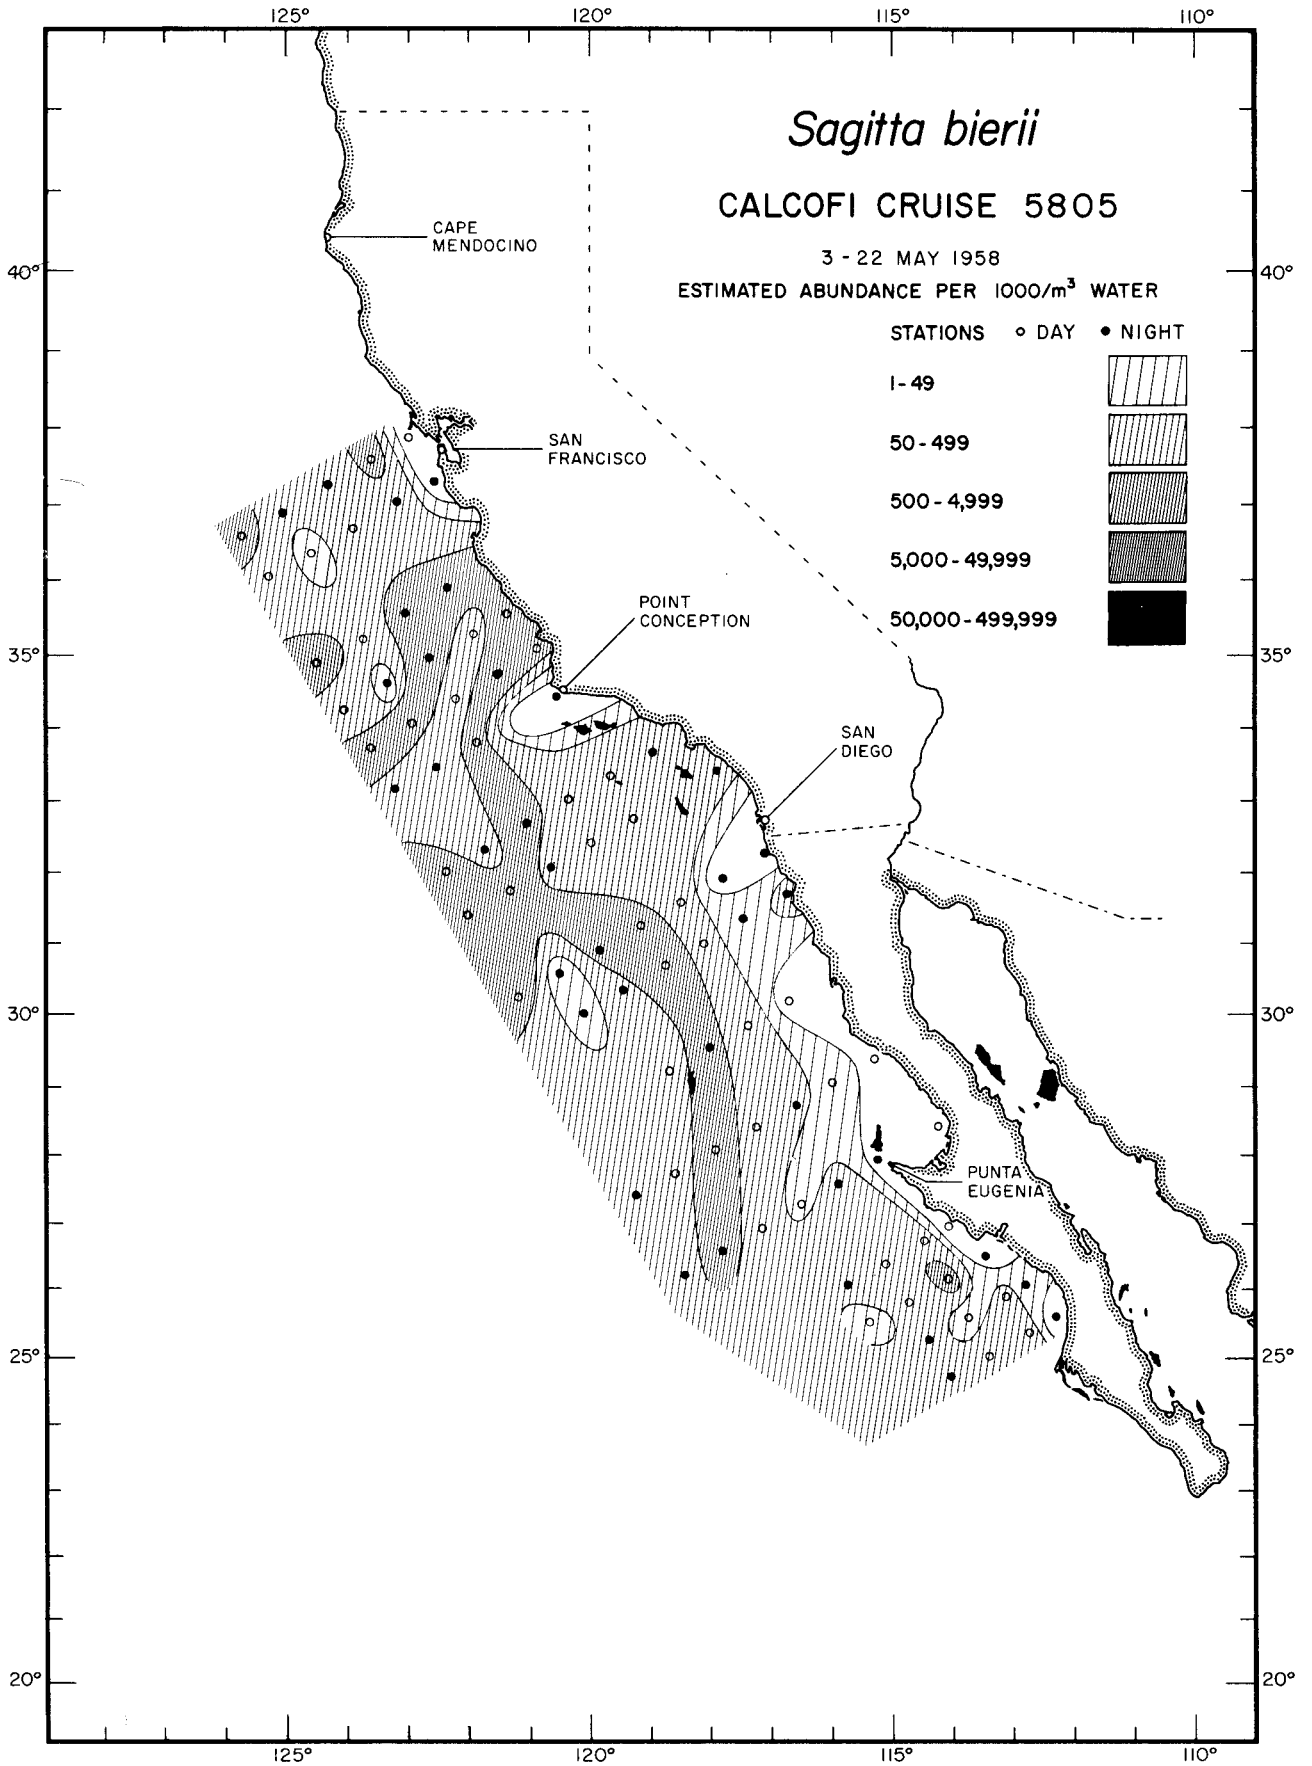 125° 120° 115° 110°
Sagitta bierii
CALCOFI CRUISE 5805
3 - 22 MAY 1958
ESTIMATED ABUNDANCE PER 1000/m³ WATER
STATIONS ○ DAY ● NIGHT
1-49
50-499
500-4,999
5,000-49,999
50,000-499,999
CAPE
MENDOCINO
40° 40°
SAN
FRANCISCO
POINT
CONCEPTION
35° 35°
SAN
DIEGO
30° 30°
PUNTA
EUGENIA
25° 25°
20° 20°
125° 120° 115° 110°